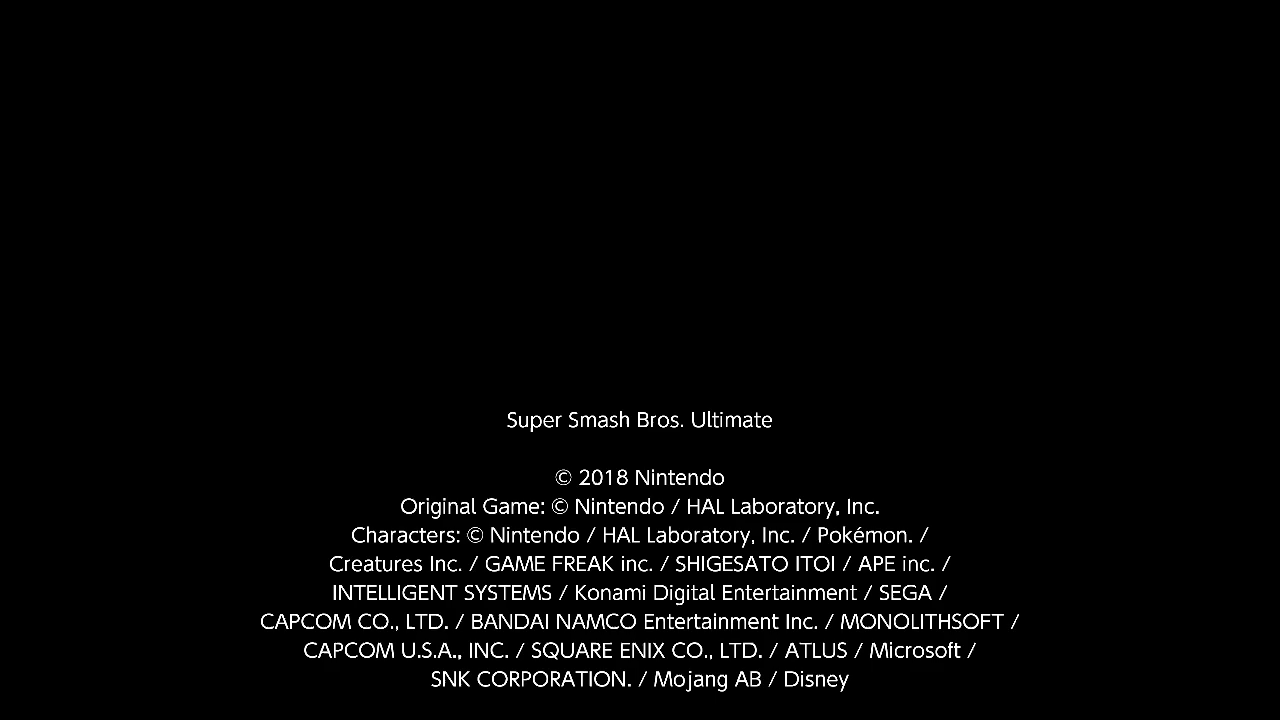 Super Smash Bros. Ultimate
© 2018 Nintendo
Original Game: © Nintendo / HAL Laboratory, Inc.
Characters: © Nintendo / HAL Laboratory, Inc. / Pokémon. /
Creatures Inc. / GAME FREAK inc. / SHIGESATO ITOI / APE inc. /
INTELLIGENT SYSTEMS / Konami Digital Entertainment / SEGA /
CAPCOM CO., LTD. / BANDAI NAMCO Entertainment Inc. / MONOLITHSOFT /
CAPCOM U.S.A., INC. / SQUARE ENIX CO., LTD. / ATLUS / Microsoft /
SNK CORPORATION. / Mojang AB / Disney